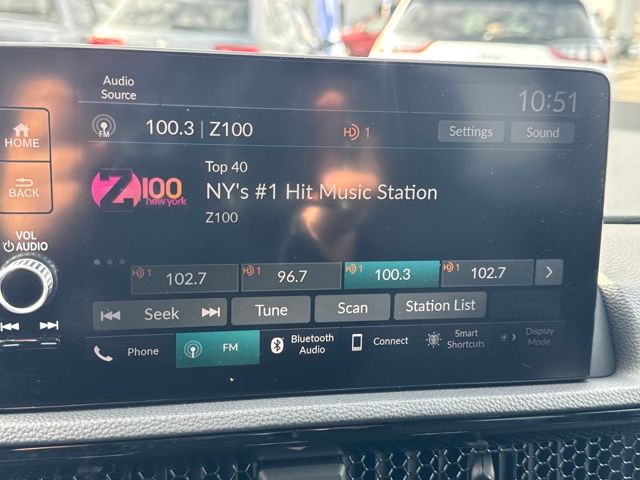 Audio
Source
10:51
HOME
FM
100.3 | Z100
HD 1
Settings
Sound
BACK
Z100
new york
Top 40
NY's #1 Hit Music Station
Z100
VOL
AUDIO
HD 1 102.7
HD 1 96.7
HD 1 100.3
HD 1 102.7
Seek
Tune
Scan
Station List
Phone
FM
Bluetooth
Audio
Connect
Smart
Shortcuts
Display
Mode